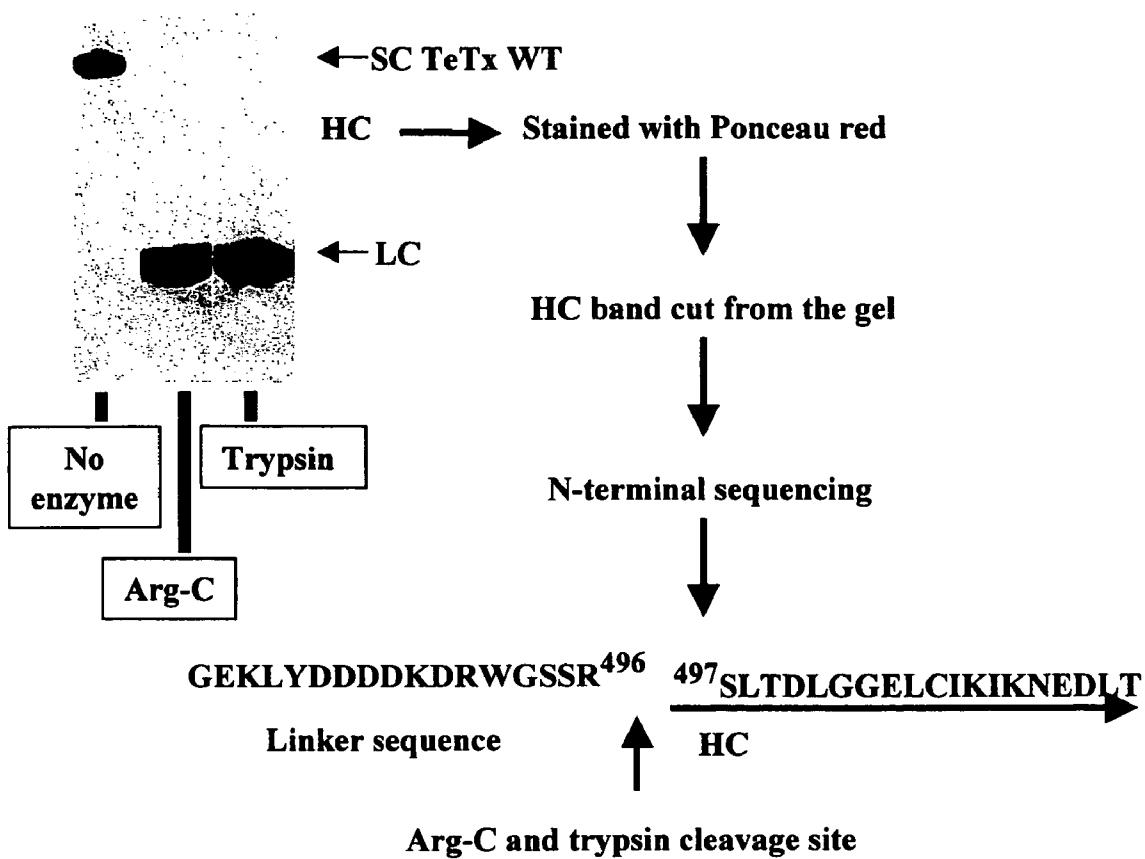 SC TeTx WT
HC
Stained with Ponceau red
LC
HC band cut from the gel
No
enzyme
Trypsin
N-terminal sequencing
Arg-C
GEKLYDDDDKDRWGSSR496 497SLTDLGGELCIKIKNEDLT
Linker sequence
HC
Arg-C and trypsin cleavage site